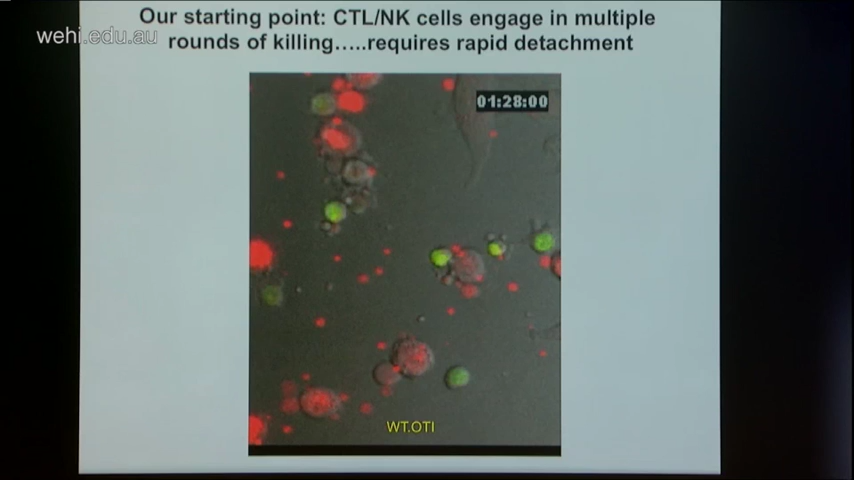 Our starting point: CTL/NK cells engage in multiple
wehi.edu.au
rounds of killing…..requires rapid detachment
01:28:00
WT.OTI